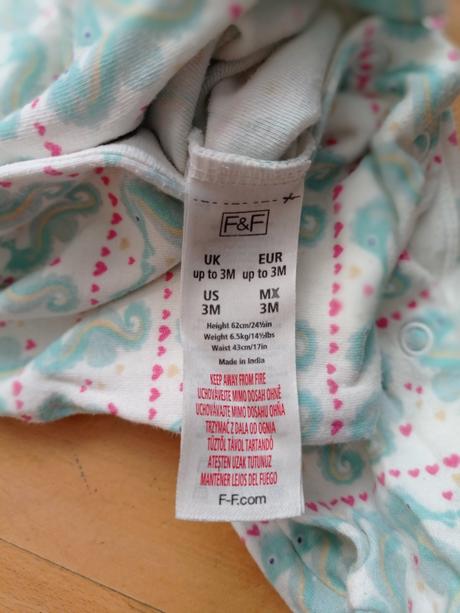 F&F
UK EUR
up to 3M up to 3M
US MX
3M 3M
Height 62cm/24½in
Weight 6.5kg/14½lbs
Waist 43cm/17in
Made in India
KEEP AWAY FROM FIRE
UCHOVÁVEJTE MIMO DOSAH OHNĚ
UCHOVÁVAJTE MIMO DOSAHU OHŇA
TRZYMAĆ Z DALA OD OGNIA
TŰZTŐL TÁVOL TARTANDÓ
ATEŞTEN UZAK TUTUNUZ
MANTENER LEJOS DEL FUEGO
F-F.com